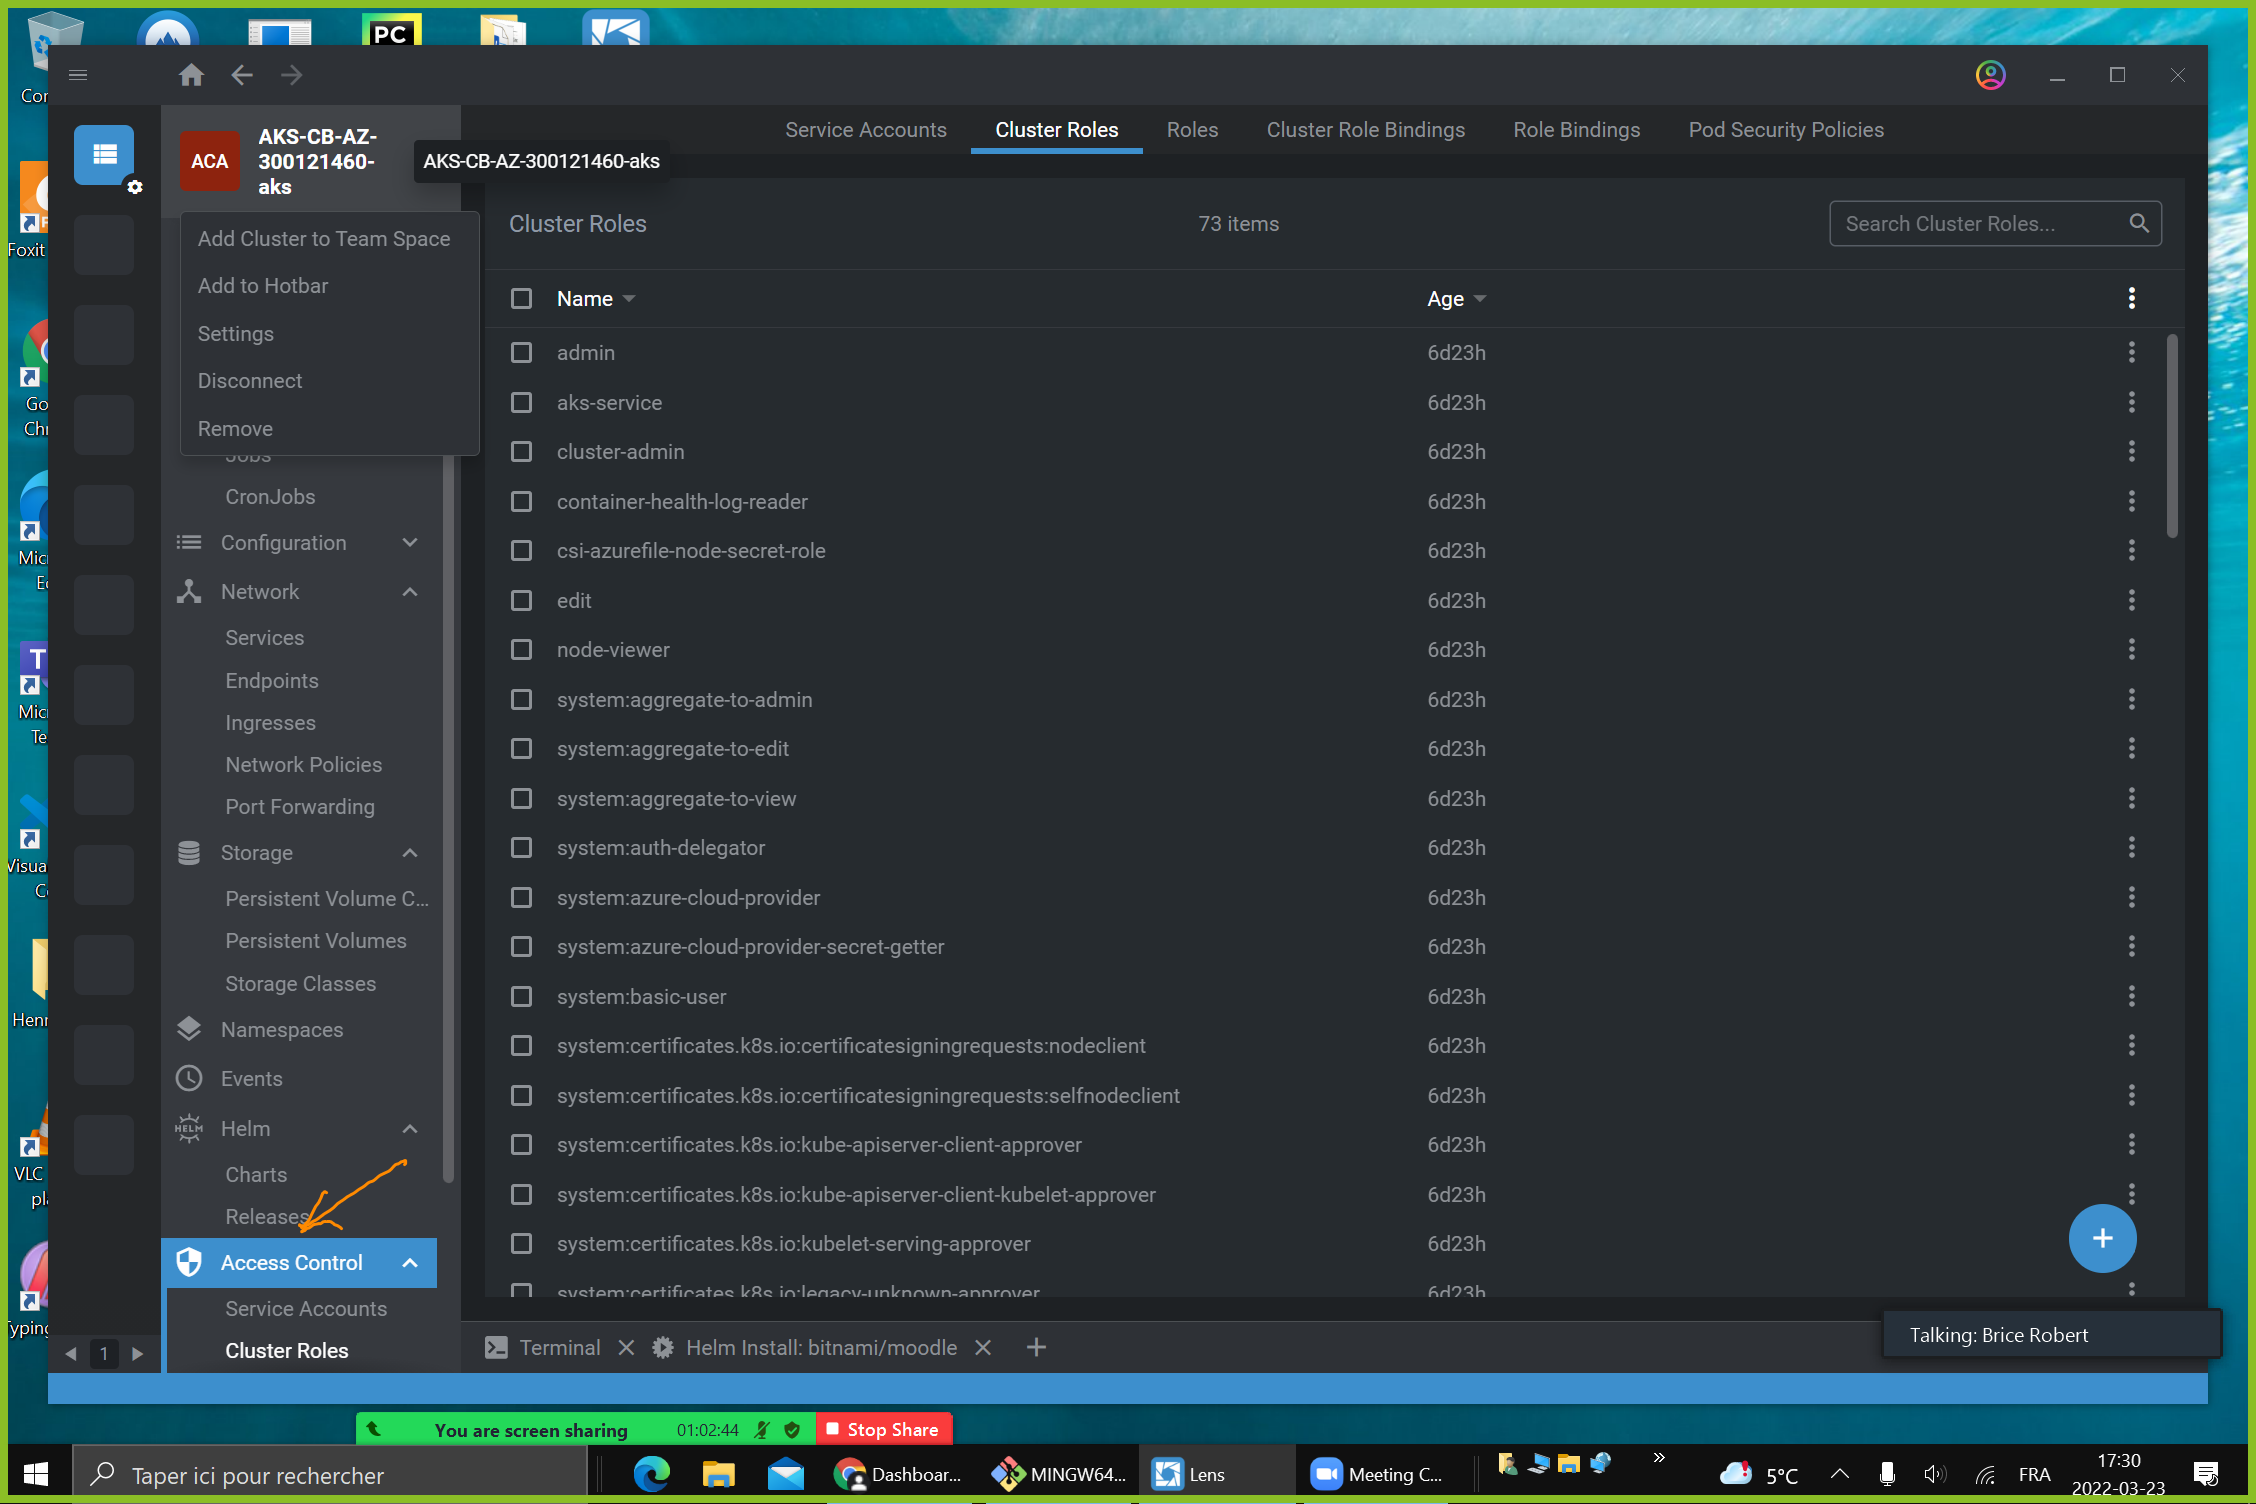 PC
Cor
Foxit
Go
Chr
Mic
Ec
T
Mic
Te
Visua
Co
Henr
VLC
pla
Typing
ACA
AKS-CB-AZ-
300121460-
aks
AKS-CB-AZ-300121460-aks
Add Cluster to Team Space
Add to Hotbar
Settings
Disconnect
Remove
Jobs
CronJobs
Configuration
Network
Services
Endpoints
Ingresses
Network Policies
Port Forwarding
Storage
Persistent Volume C...
Persistent Volumes
Storage Classes
Namespaces
Events
HELM
Helm
Charts
Releases
Access Control
Service Accounts
Cluster Roles
1
Service Accounts
Cluster Roles
Roles
Cluster Role Bindings
Role Bindings
Pod Security Policies
Cluster Roles
73 items
Search Cluster Roles...
Name Age
admin 6d23h
aks-service 6d23h
cluster-admin 6d23h
container-health-log-reader 6d23h
csi-azurefile-node-secret-role 6d23h
edit 6d23h
node-viewer 6d23h
system:aggregate-to-admin 6d23h
system:aggregate-to-edit 6d23h
system:aggregate-to-view 6d23h
system:auth-delegator 6d23h
system:azure-cloud-provider 6d23h
system:azure-cloud-provider-secret-getter 6d23h
system:basic-user 6d23h
system:certificates.k8s.io:certificatesigningrequests:nodeclient 6d23h
system:certificates.k8s.io:certificatesigningrequests:selfnodeclient 6d23h
system:certificates.k8s.io:kube-apiserver-client-approver 6d23h
system:certificates.k8s.io:kube-apiserver-client-kubelet-approver 6d23h
system:certificates.k8s.io:kubelet-serving-approver 6d23h
system:certificates.k8s.io:legacy-unknown-approver 6d23h
Terminal
Helm Install: bitnami/moodle
Talking: Brice Robert
You are screen sharing 01:02:44 Stop Share
Taper ici pour rechercher
Dashboar...
MINGW64...
Lens
Meeting C...
5°C
FRA
17:30
2022-03-23